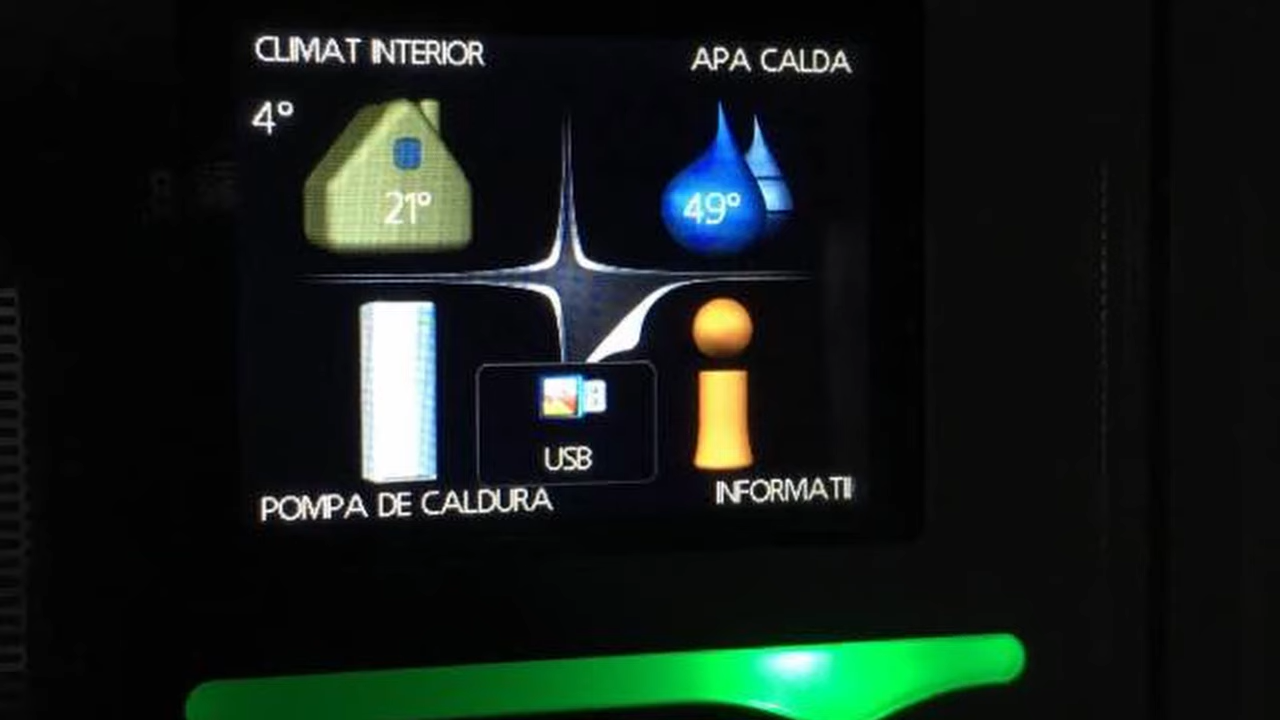 CLIMAT INTERIOR
APA CALDA
4°
21°
49°
USB
POMPA DE CALDURA
INFORMATII